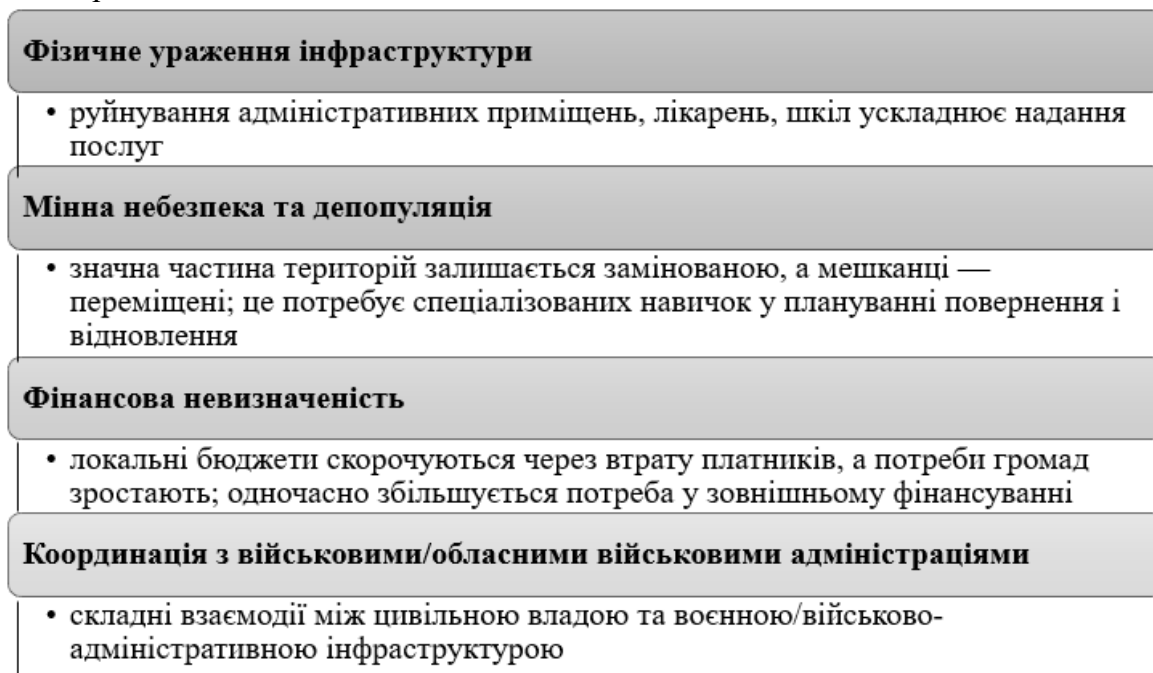 Фізичне ураження інфраструктури
• руйнування адміністративних приміщень, лікарень, шкіл ускладнює надання
послуг
Мінна небезпека та депопуляція
• значна частина територій залишається замінованою, а мешканці —
переміщені; це потребує спеціалізованих навичок у плануванні повернення і
відновлення
Фінансова невизначеність
• локальні бюджети скорочуються через втрату платників, а потреби громад
зростають; одночасно збільшується потреба у зовнішньому фінансуванні
Координація з військовими/обласними військовими адміністраціями
• складні взаємодії між цивільною владою та воєнною/військово-
адміністративною інфраструктурою